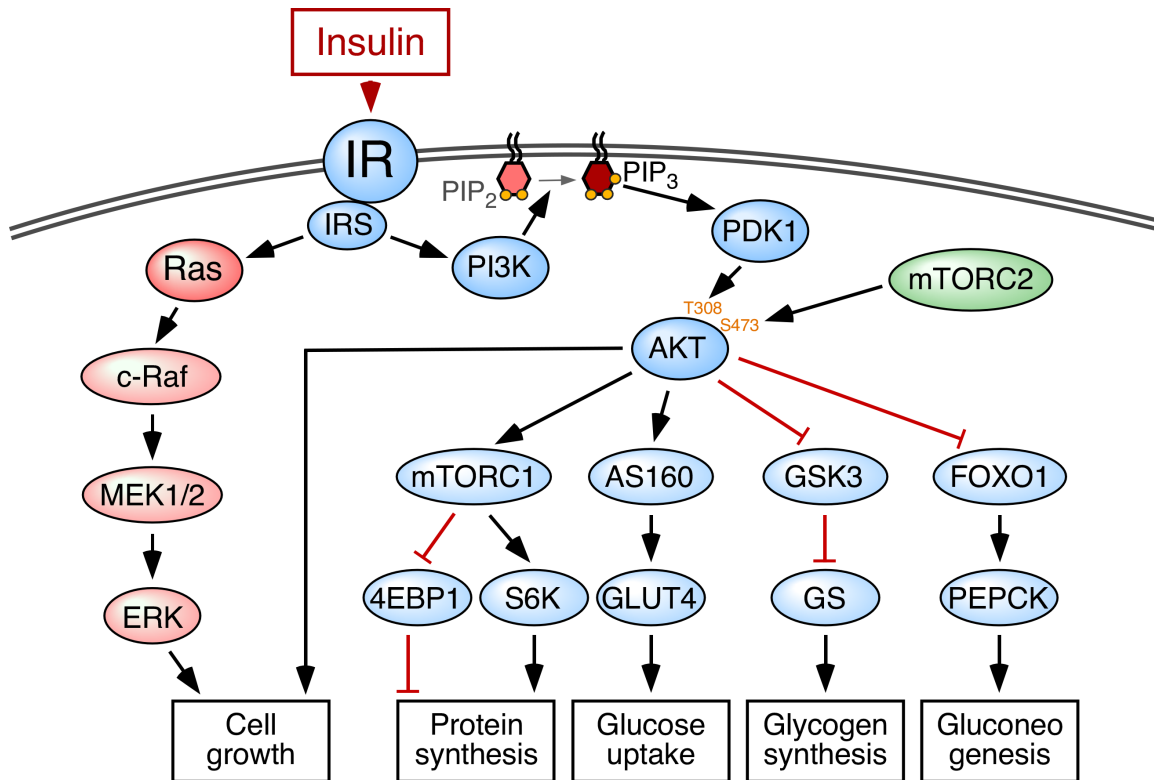 Insulin
IR
IRS
PIP2
PIP3
PI3K
PDK1
Ras
mTORC2
T308
S473
AKT
c-Raf
mTORC1
AS160
GSK3
FOXO1
MEK1/2
4EBP1
S6K
GLUT4
GS
PEPCK
ERK
Cell
growth
Protein
synthesis
Glucose
uptake
Glycogen
synthesis
Gluconeo
genesis